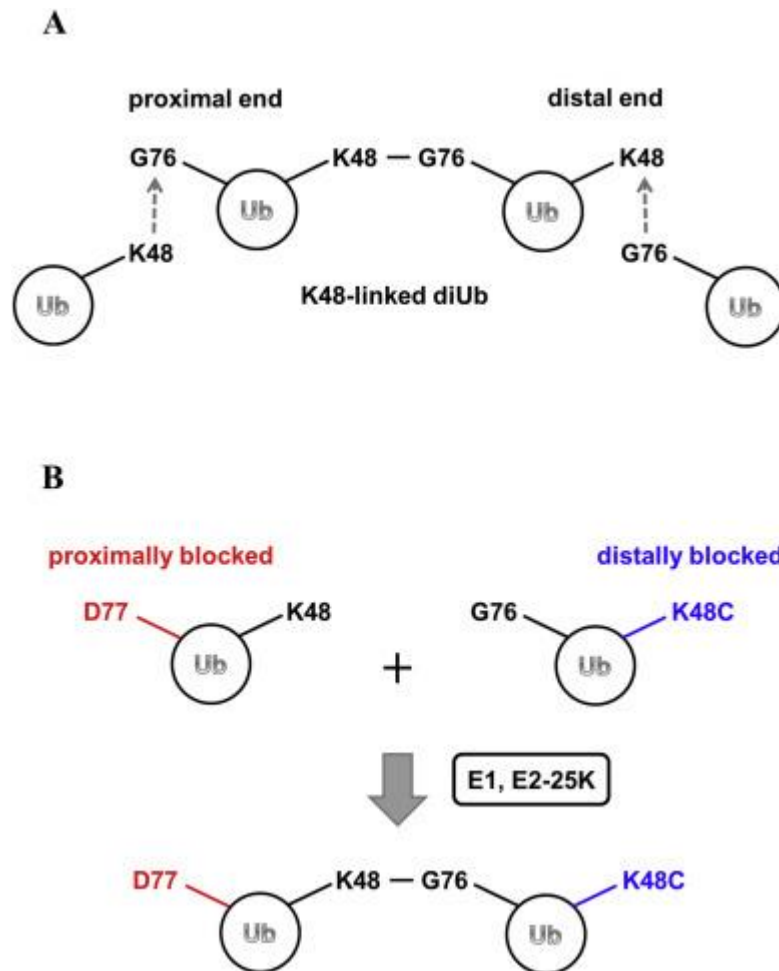 A
proximal end distal end
G76 K48 — G76 K48
Ub Ub
K48 G76
Ub K48-linked diUb Ub
B
proximally blocked distally blocked
D77 K48 G76 K48C
Ub + Ub
E1, E2-25K
D77 K48 — G76 K48C
Ub Ub